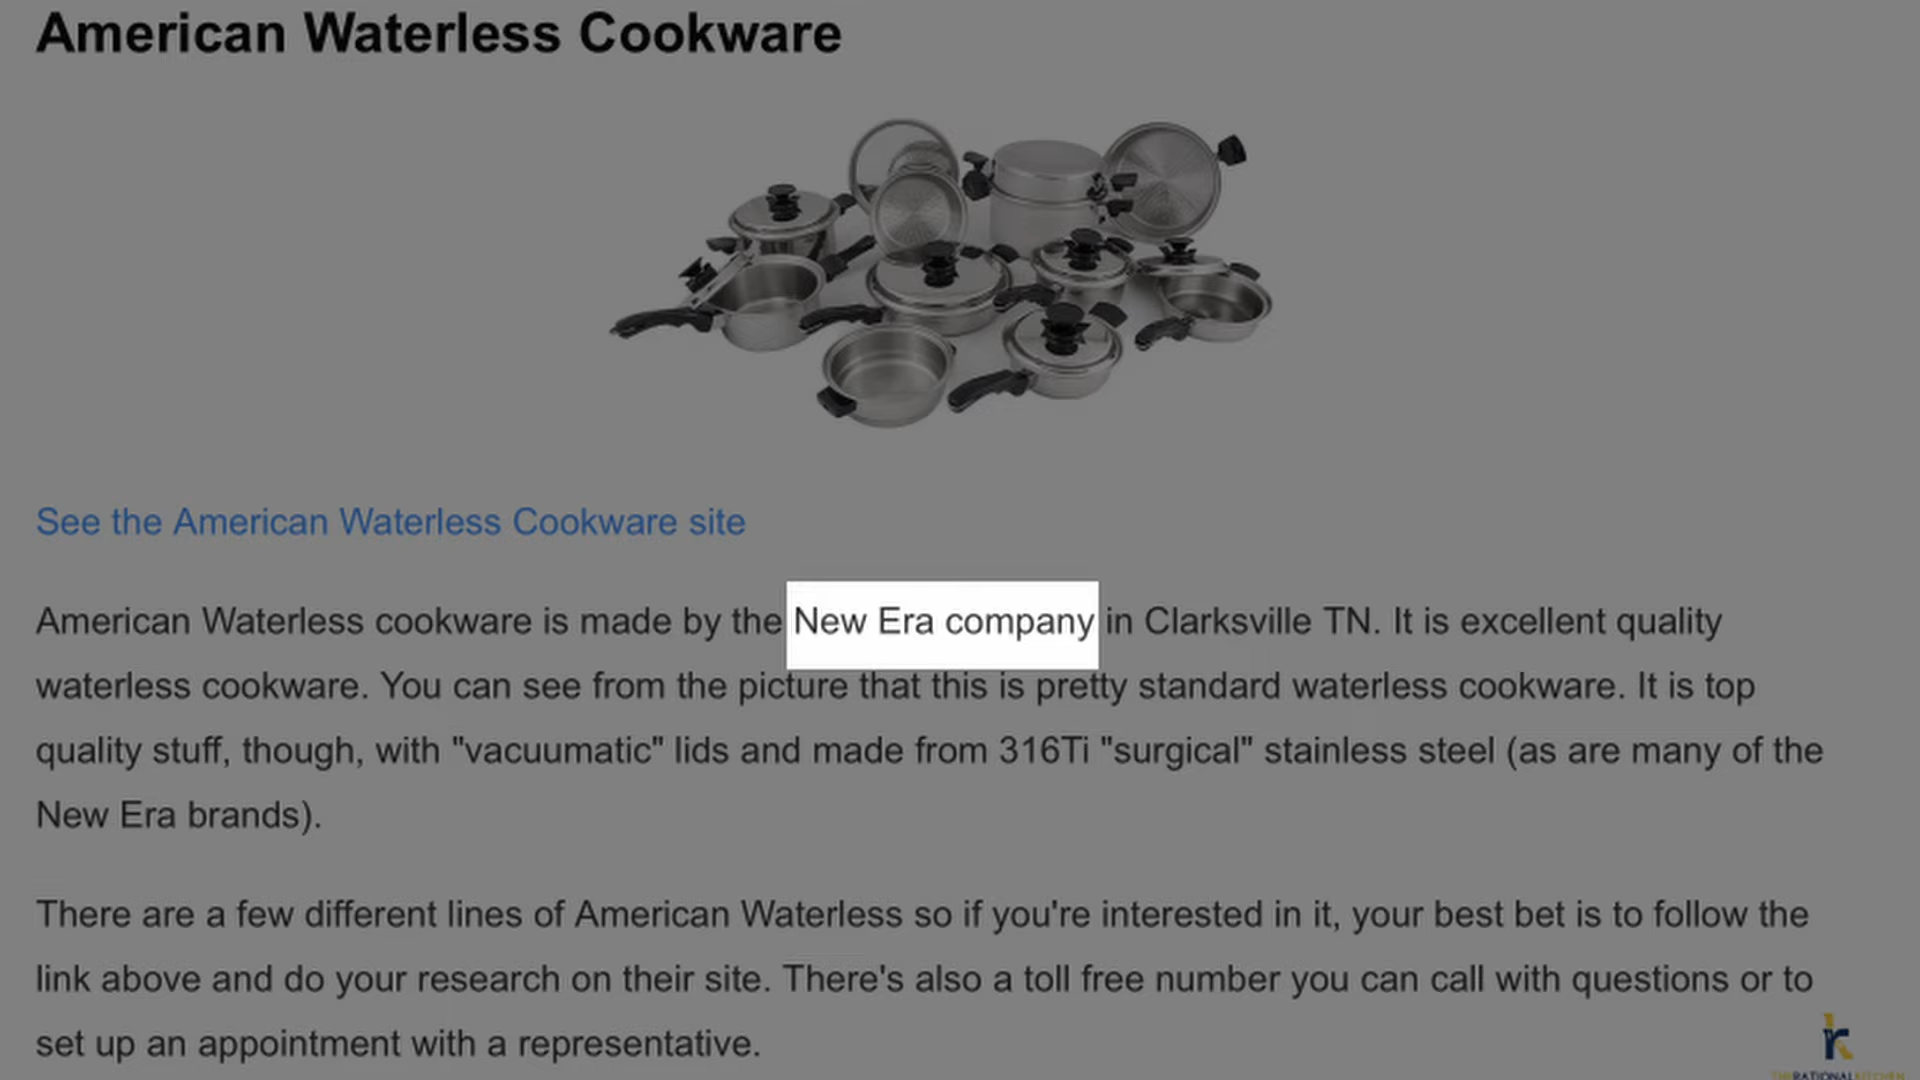 American Waterless Cookware
See the American Waterless Cookware site
American Waterless cookware is made by the New Era company in Clarksville TN. It is excellent quality
waterless cookware. You can see from the picture that this is pretty standard waterless cookware. It is top
quality stuff, though, with "vacuumatic" lids and made from 316Ti "surgical" stainless steel (as are many of the
New Era brands).
There are a few different lines of American Waterless so if you're interested in it, your best bet is to follow the
link above and do your research on their site. There's also a toll free number you can call with questions or to
set up an appointment with a representative.
THERATIONALKITCHEN